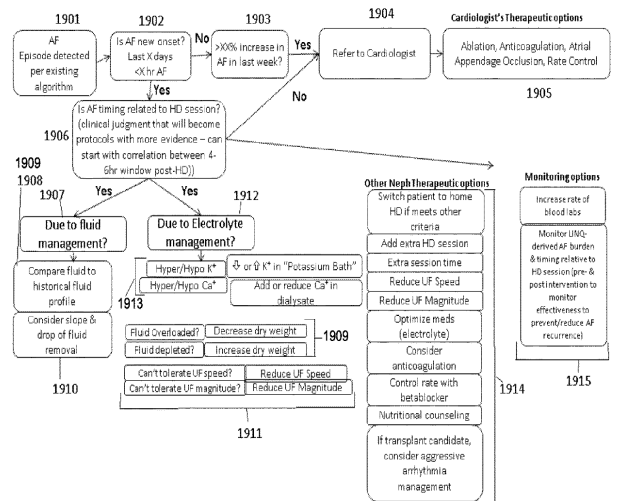 1901
AF
Episode detected
per existing
algorithm
1902
Is AF new onset?
Last X days
<X hr AF
No
Yes
1903
>XX% increase in
AF in last week?
Yes
No
1904
Refer to Cardiologist
Cardiologist's Therapeutic options
Ablation, Anticoagulation, Atrial
Appendage Occlusion, Rate Control
1905
1906
Is AF timing related to HD session?
(clinical judgment that will become
protocols with more evidence – can
start with correlation between 4-
6hr window post-HD))
1909
1908
1907
Yes
Yes
1912
Due to fluid
management?
Due to Electrolyte
management?
Compare fluid to
historical fluid
profile
Consider slope &
drop of fluid
removal
1910
1913
Hyper/Hypo K⁺
⇩ or ⇧ K⁺ in "Potassium Bath"
Hyper/Hypo Ca⁺
Add or reduce Ca⁺ in
dialysate
Fluid Overloaded?
Decrease dry weight
Fluid depleted?
Increase dry weight
1909
Can't tolerate UF speed?
Reduce UF Speed
Can't tolerate UF magnitude?
Reduce UF Magnitude
1911
Other Neph Therapeutic options
Switch patient to home
HD if meets other
criteria
Add extra HD session
Extra session time
Reduce UF Speed
Reduce UF Magnitude
Optimize meds
(electrolyte)
Consider
anticoagulation
Control rate with
betablocker
Nutritional counseling
If transplant candidate,
consider aggressive
arrhythmia
management
1914
Monitoring options
Increase rate of
blood labs
Monitor LINQ-
derived AF burden
& timing relative to
HD session (pre- &
post intervention to
monitor
effectiveness to
prevent/reduce AF
recurrence)
1915